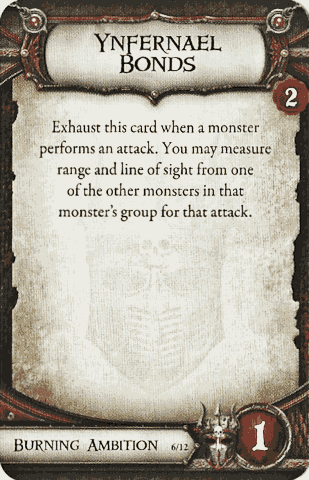 YNFERNAEL
BONDS
2
Exhaust this card when a monster
performs an attack. You may measure
range and line of sight from one
of the other monsters in that
monster's group for that attack.
BURNING AMBITION 6/12
1